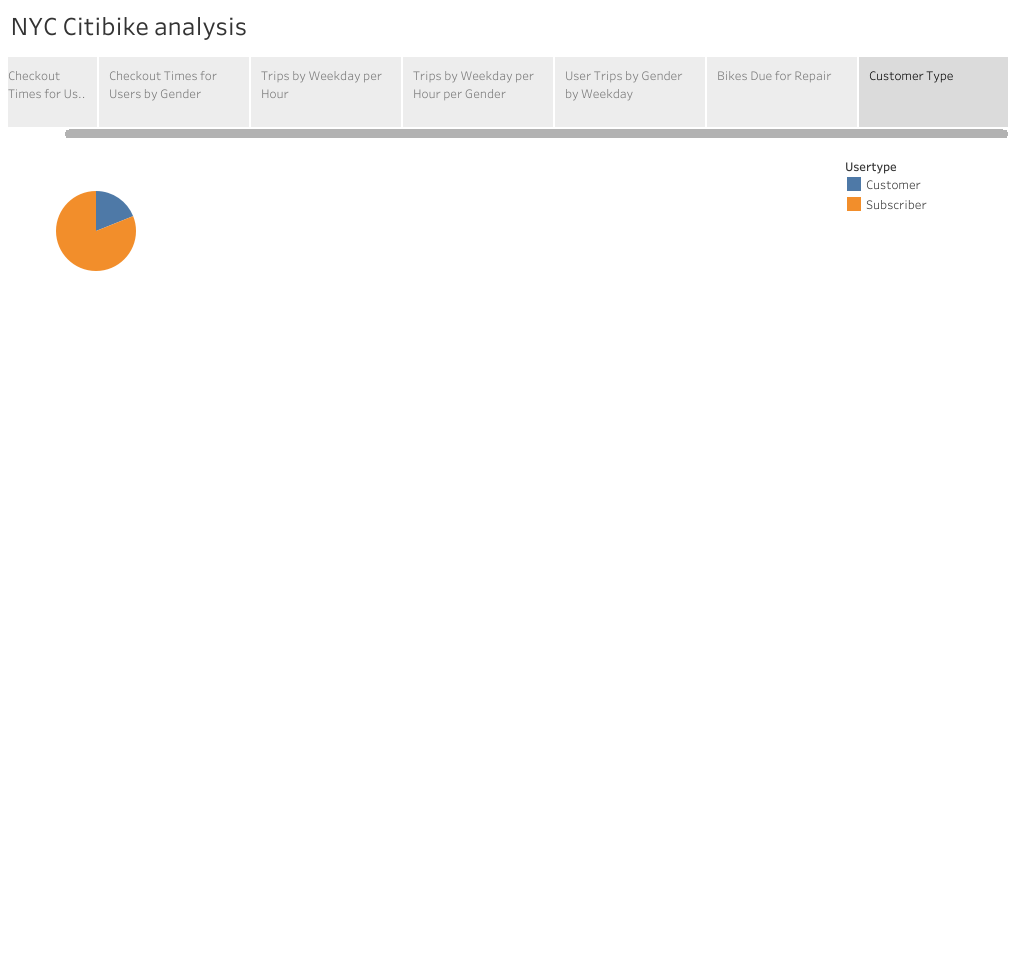 NYC Citibike analysis
Checkout
Times for Us..
Checkout Times for
Users by Gender
Trips by Weekday per
Hour
Trips by Weekday per
Hour per Gender
User Trips by Gender
by Weekday
Bikes Due for Repair
Customer Type
Usertype
Customer
Subscriber